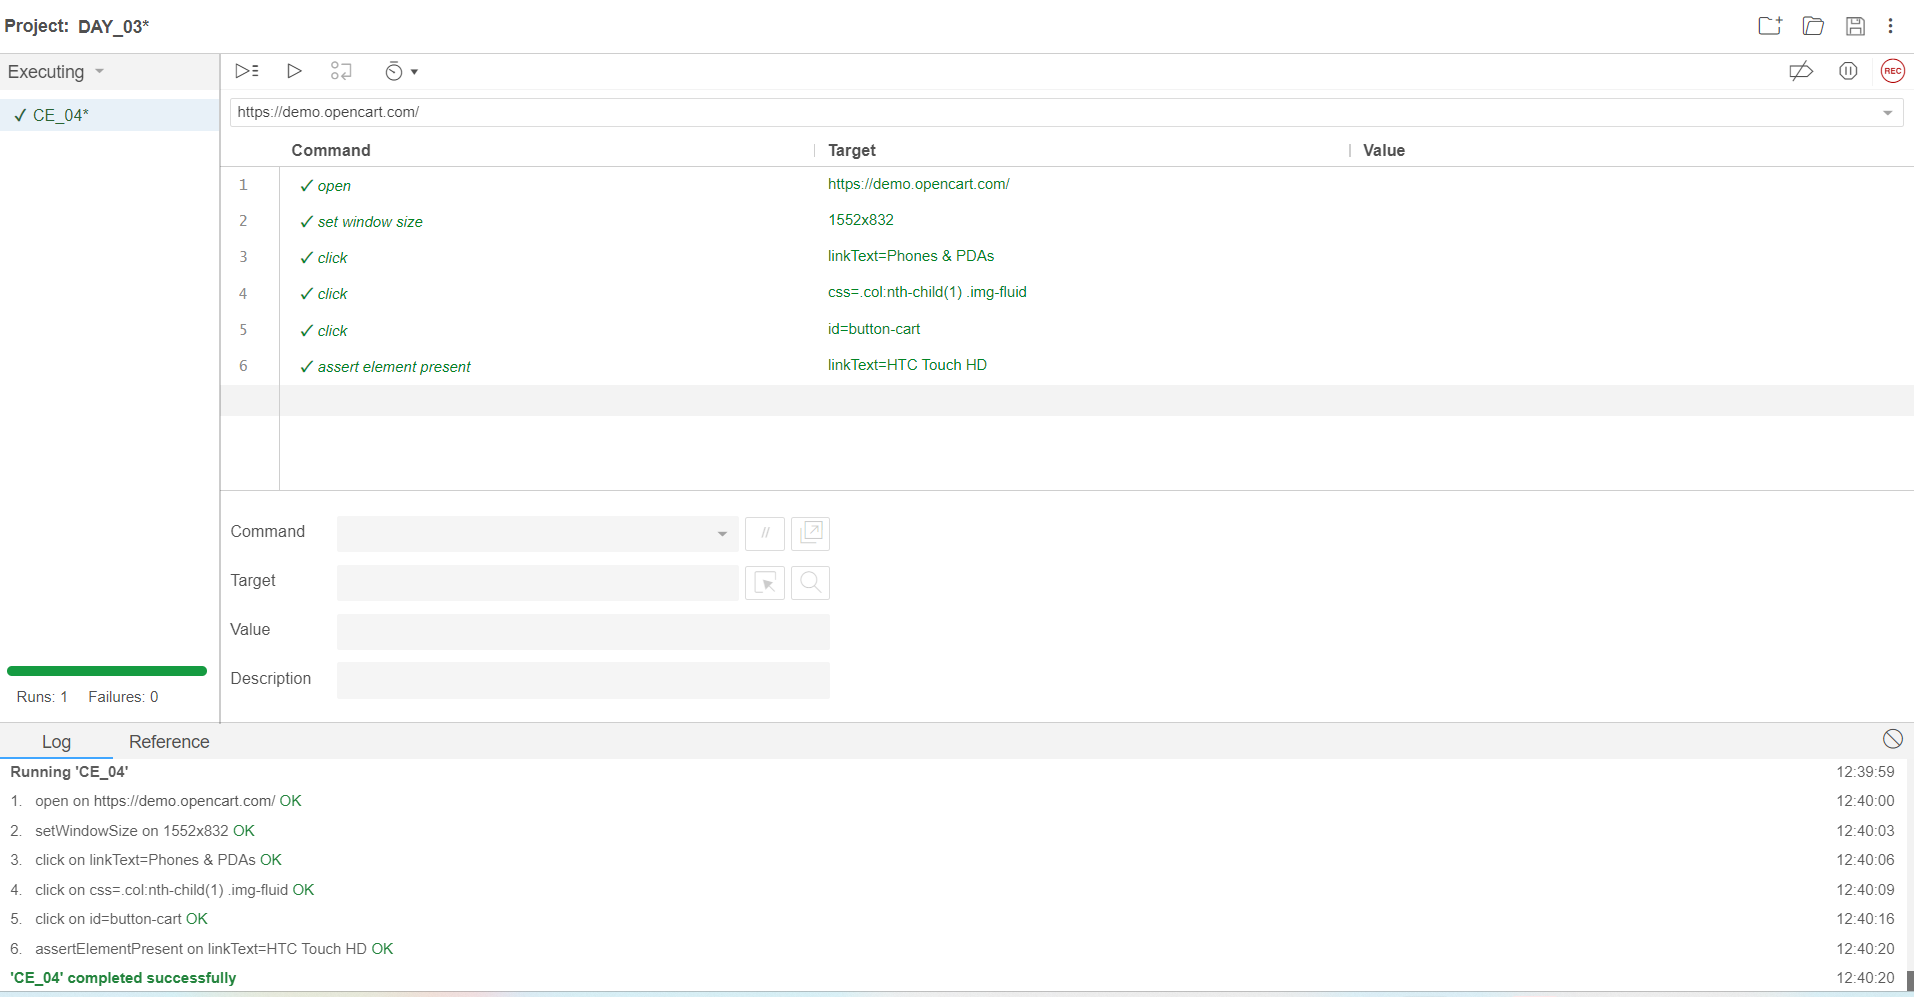 Project: DAY_03*
Executing
REC
✓ CE_04*
https://demo.opencart.com/
Command Target Value
1 ✓ open https://demo.opencart.com/
2 ✓ set window size 1552x832
3 ✓ click linkText=Phones & PDAs
4 ✓ click css=.col:nth-child(1) .img-fluid
5 ✓ click id=button-cart
6 ✓ assert element present linkText=HTC Touch HD
Command //
Target
Value
Description
Runs: 1 Failures: 0
Log Reference
Running 'CE_04' 12:39:59
1. open on https://demo.opencart.com/ OK 12:40:00
2. setWindowSize on 1552x832 OK 12:40:03
3. click on linkText=Phones & PDAs OK 12:40:06
4. click on css=.col:nth-child(1) .img-fluid OK 12:40:09
5. click on id=button-cart OK 12:40:16
6. assertElementPresent on linkText=HTC Touch HD OK 12:40:20
'CE_04' completed successfully 12:40:20